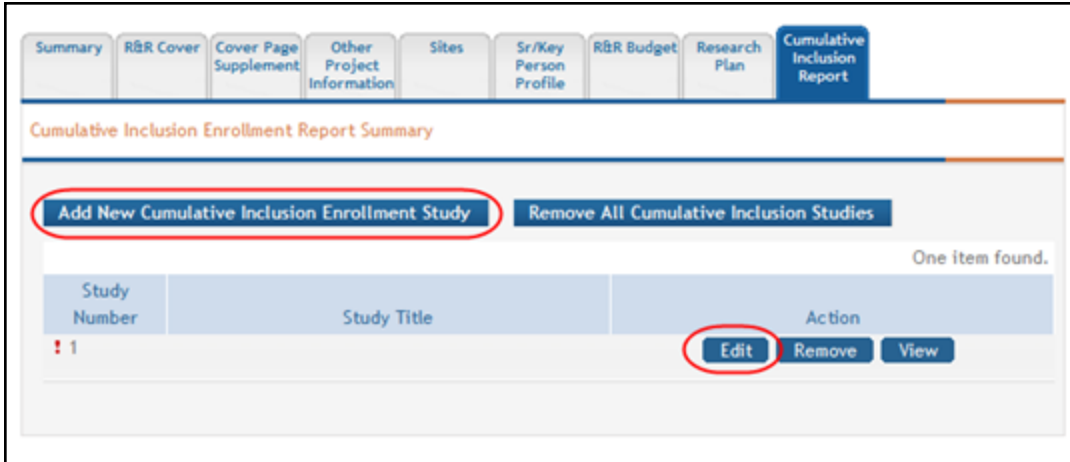 Summary
R&R Cover
Cover Page
Supplement
Other
Project
Information
Sites
Sr/Key
Person
Profile
R&R Budget
Research
Plan
Cumulative
Inclusion
Report
Cumulative Inclusion Enrollment Report Summary
Add New Cumulative Inclusion Enrollment Study
Remove All Cumulative Inclusion Studies
One item found.
Study
Number
Study Title
Action
! 1
Edit
Remove
View